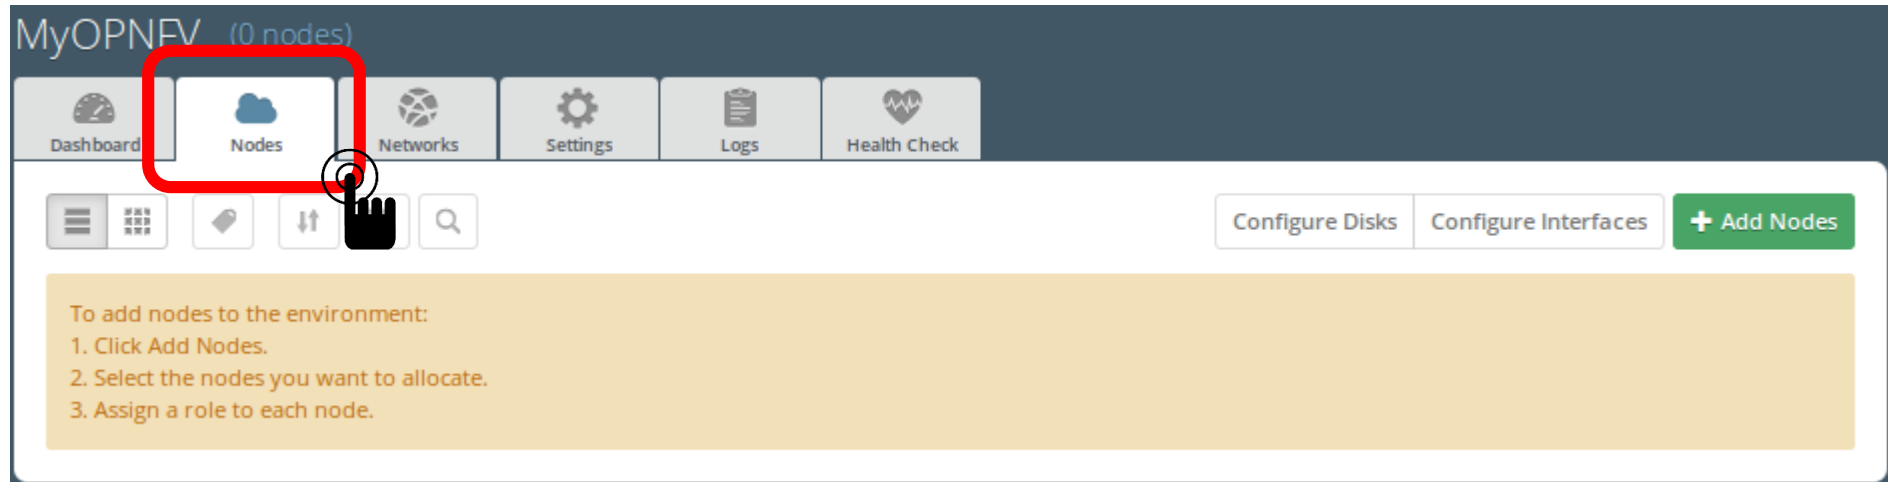 MyOPNFV (0 nodes)
Dashboard Nodes Networks Settings Logs Health Check
Configure Disks Configure Interfaces + Add Nodes
To add nodes to the environment:
1. Click Add Nodes.
2. Select the nodes you want to allocate.
3. Assign a role to each node.